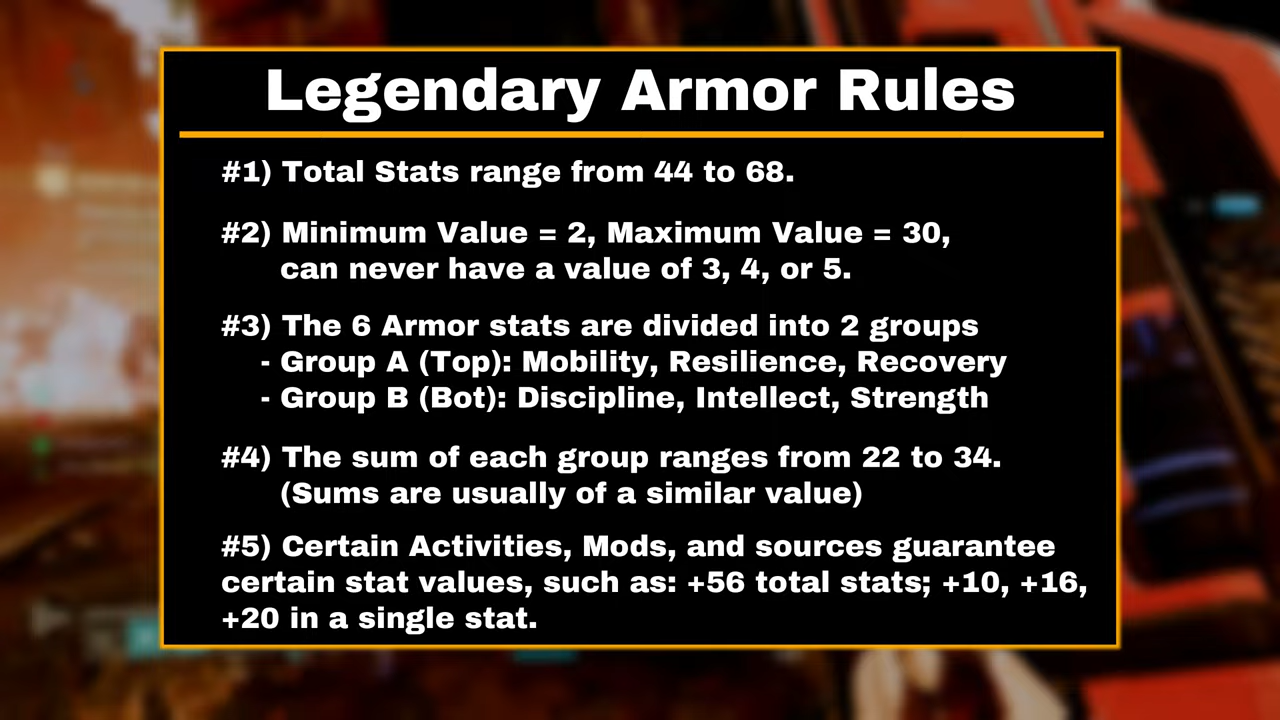 Legendary Armor Rules
#1) Total Stats range from 44 to 68.
#2) Minimum Value = 2, Maximum Value = 30,
can never have a value of 3, 4, or 5.
#3) The 6 Armor stats are divided into 2 groups
- Group A (Top): Mobility, Resilience, Recovery
- Group B (Bot): Discipline, Intellect, Strength
#4) The sum of each group ranges from 22 to 34.
(Sums are usually of a similar value)
#5) Certain Activities, Mods, and sources guarantee
certain stat values, such as: +56 total stats; +10, +16,
+20 in a single stat.